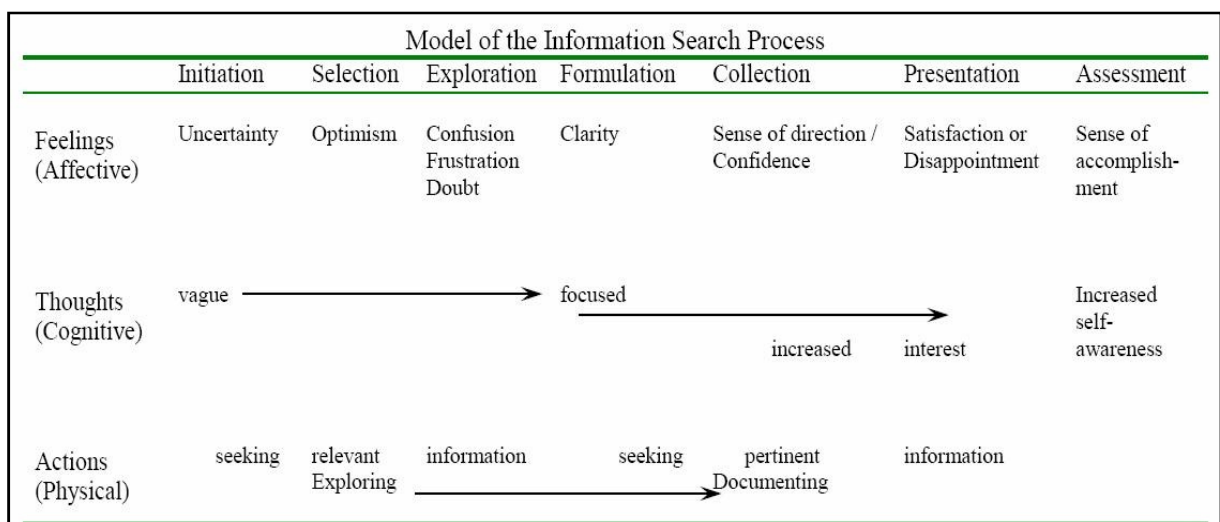 Model of the Information Search Process
Initiation Selection Exploration Formulation Collection Presentation Assessment
Feelings
(Affective)
Uncertainty
Optimism
Confusion
Frustration
Doubt
Clarity
Sense of direction /
Confidence
Satisfaction or
Disappointment
Sense of
accomplish-
ment
Thoughts
(Cognitive)
vague
focused
increased interest
Increased
self-
awareness
Actions
(Physical)
seeking relevant information seeking pertinent information
Exploring Documenting